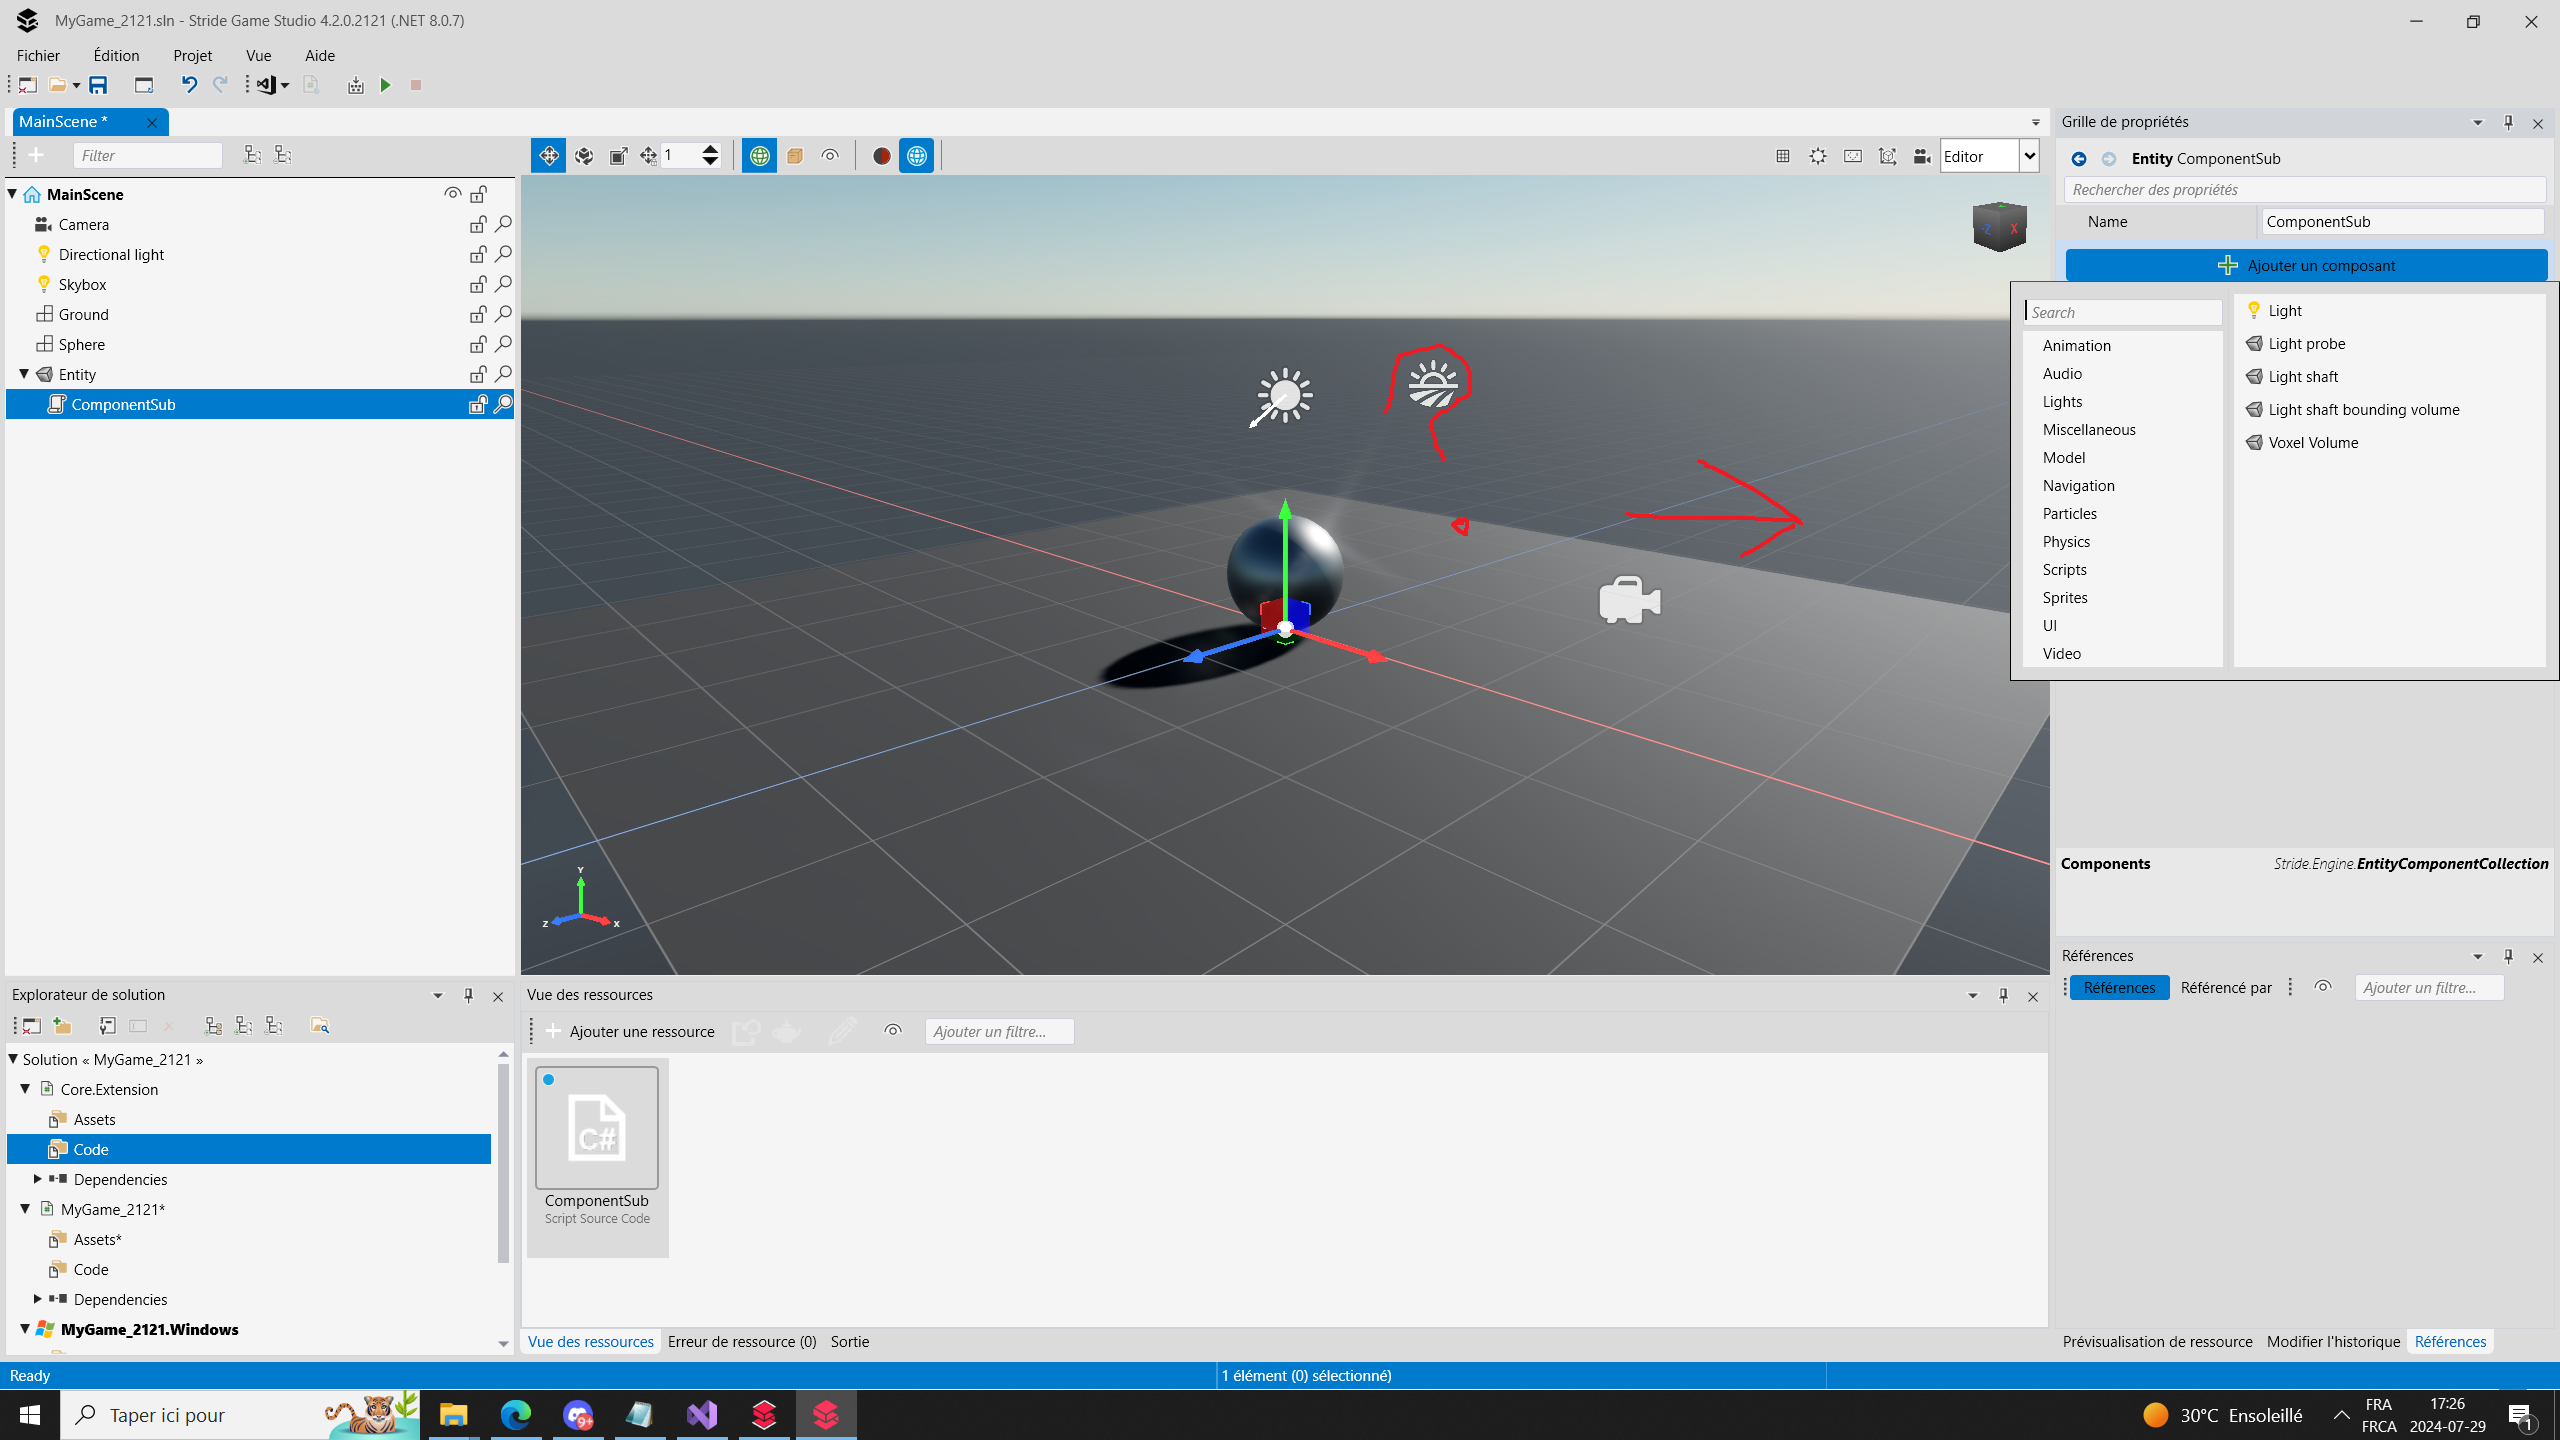 MyGame_2121.sln - Stride Game Studio 4.2.0.2121 (.NET 8.0.7)
Fichier Édition Projet Vue Aide
MainScene *
Filter
MainScene
Camera
Directional light
Skybox
Ground
Sphere
Entity
ComponentSub
1
Editor
-Z X
Y
Z
X
Grille de propriétés
Entity ComponentSub
Rechercher des propriétés
Name ComponentSub
Ajouter un composant
Search
Animation
Audio
Lights
Miscellaneous
Model
Navigation
Particles
Physics
Scripts
Sprites
UI
Video
Light
Light probe
Light shaft
Light shaft bounding volume
Voxel Volume
Components Stride.Engine.EntityComponentCollection
Références
Références Référencé par Ajouter un filtre...
Prévisualisation de ressource Modifier l'historique Références
Explorateur de solution
Solution « MyGame_2121 »
Core.Extension
Assets
Code
Dependencies
MyGame_2121*
Assets*
Code
Dependencies
MyGame_2121.Windows
Vue des ressources
Ajouter une ressource Ajouter un filtre...
C#
ComponentSub
Script Source Code
Vue des ressources Erreur de ressource (0) Sortie
Ready 1 élément (0) sélectionné)
Taper ici pour
9+
30°C Ensoleillé
FRA
FRCA
17:26
2024-07-29
1